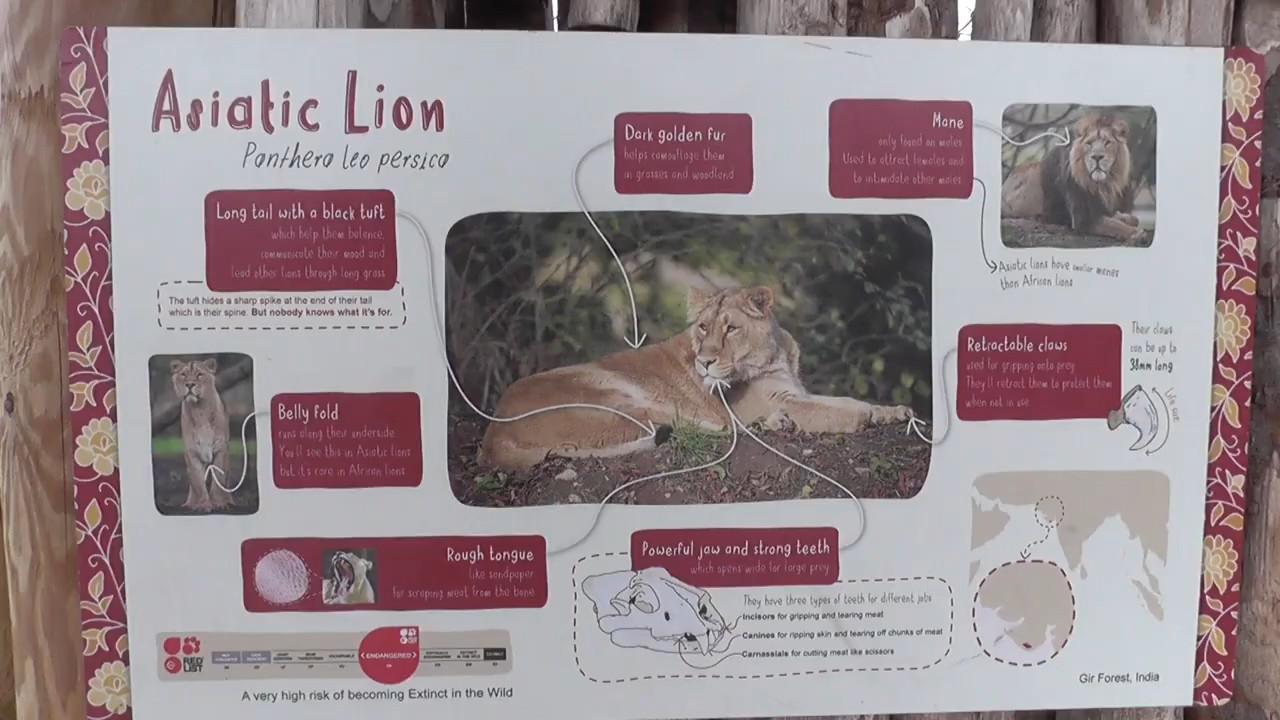 Asiatic Lion
Panthera leo persica
Long tail with a black tuft
which help them balance,
communicate their mood and
lead other lions through long grass
The tuft hides a sharp spike at the end of their tail
which is their spine. But nobody knows what it's for.
Dark golden fur
helps camouflage them
in grasses and woodland
Mane
only found on males
Used to attract females and
to intimidate other males
Asiatic lions have smaller manes
than African lions
Retractable claws
used for gripping onto prey
They'll retract them to protect them
when not in use
Their claws
can be up to
38mm long
Life size
Belly fold
runs along their underside.
You'll see this in Asiatic lions
but it's rare in African lions
Rough tongue
like sandpaper
for scraping meat from the bone
Powerful jaw and strong teeth
which opens wide for large prey
They have three types of teeth for different jobs
Incisors for gripping and tearing meat
Canines for ripping skin and tearing off chunks of meat
Carnassials for cutting meat like scissors
RED LIST
ENDANGERED
A very high risk of becoming Extinct in the Wild
Gir Forest, India